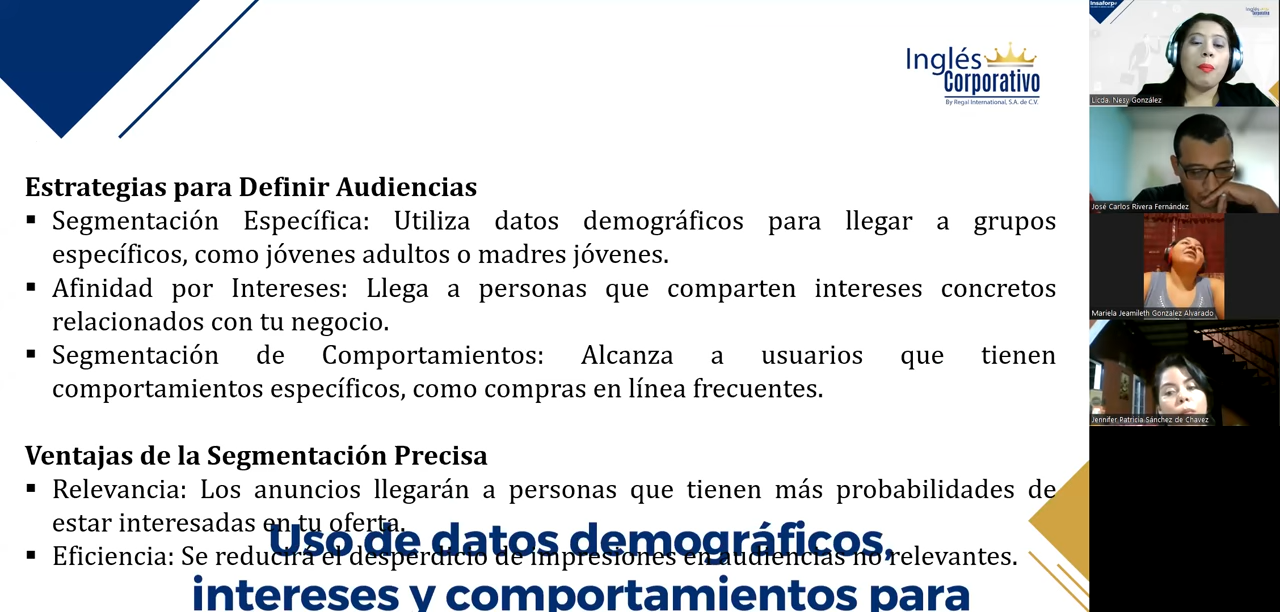 Inglés
Corporativo
By Regal International, S.A. de C.V.
Estrategias para Definir Audiencias
▪ Segmentación Específica: Utiliza datos demográficos para llegar a grupos
específicos, como jóvenes adultos o madres jóvenes.
▪ Afinidad por Intereses: Llega a personas que comparten intereses concretos
relacionados con tu negocio.
▪ Segmentación de Comportamientos: Alcanza a usuarios que tienen
comportamientos específicos, como compras en línea frecuentes.
Ventajas de la Segmentación Precisa
▪ Relevancia: Los anuncios llegarán a personas que tienen más probabilidades de
estar interesadas en tu oferta.
▪ Eficiencia: Se reducirá el desperdicio de impresiones en audiencias no relevantes.
Uso de datos demográficos,
intereses y comportamientos para
Insaforp
Licda. Nesy González
José Carlos Rivera Fernández
Mariela Jeamileth Gonzalez Alvarado
Jennifer Patricia Sánchez de Chavez